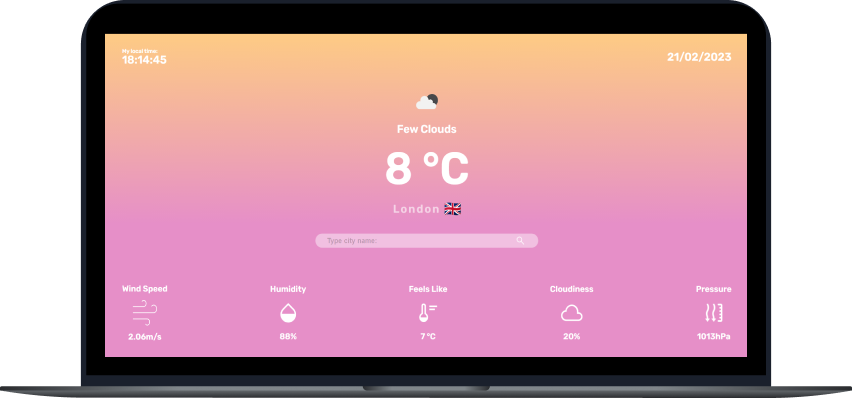 My local time:
18:14:45
21/02/2023
Few Clouds
8 °C
London
Type city name
Wind Speed
Humidity
Feels Like
Cloudiness
Pressure
2.06m/s
88%
7 °C
20%
1013hPa